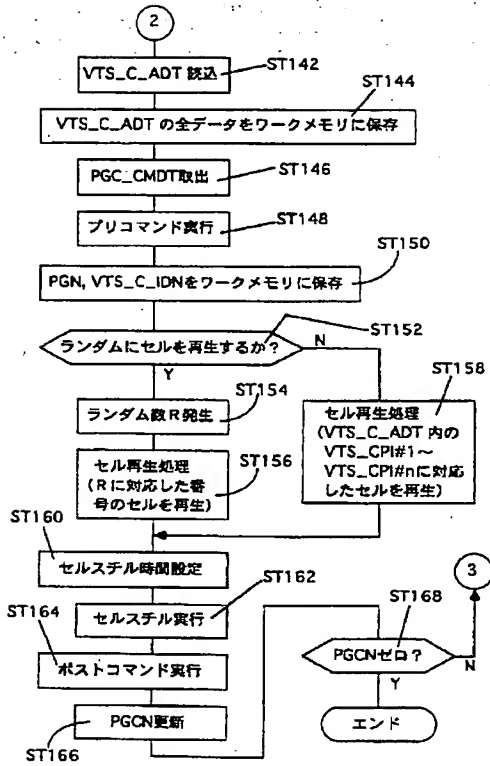 2
VTS_C_ADT 読込
ST142
ST144
VTS_C_ADT の全データをワークメモリに保存
PGC_CMDT取出
ST146
プリコマンド実行
ST148
ST150
PGN, VTS_C_IDNをワークメモリに保存
ST152
ランダムにセルを再生するか？
N
Y
ST158
ランダム数R発生
ST154
セル再生処理
(VTS_C_ADT 内の
VTS_CPI#1～
VTS_CPI#nに対応
したセルを再生)
セル再生処理
(Rに対応した番
号のセルを再生)
ST156
ST160
セルスチル時間設定
ST162
セルスチル実行
ST164
ポストコマンド実行
PGCN更新
ST166
3
ST168
PGCNゼロ？
N
Y
エンド